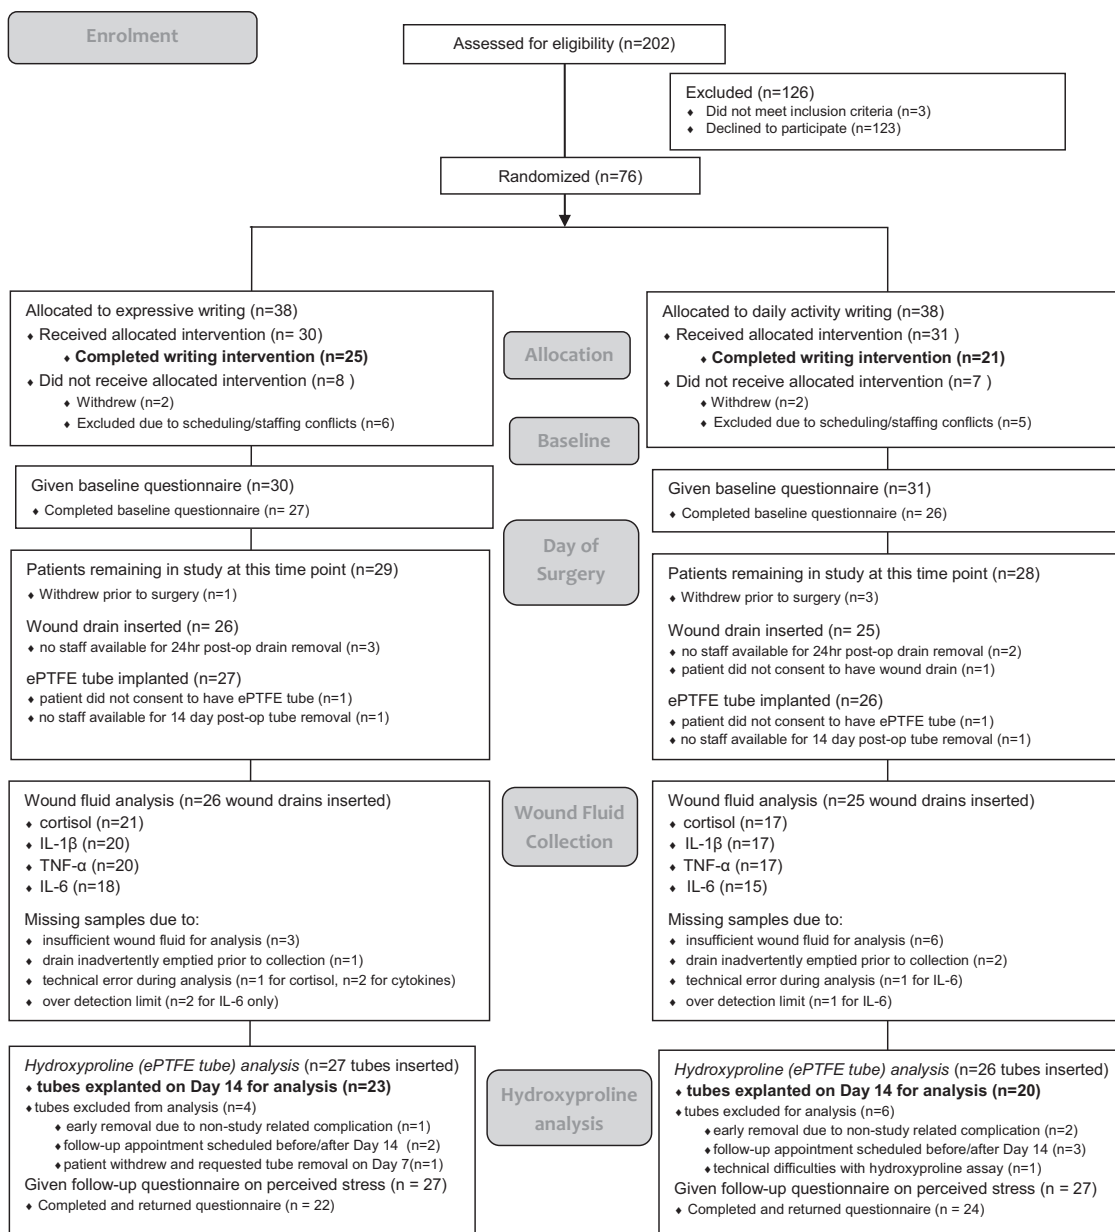 Enrolment
Assessed for eligibility (n=202)
Excluded (n=126)
♦ Did not meet inclusion criteria (n=3)
♦ Declined to participate (n=123)
Randomized (n=76)
Allocated to expressive writing (n=38)
♦ Received allocated intervention (n= 30)
♦ Completed writing intervention (n=25)
♦ Did not receive allocated intervention (n=8 )
♦ Withdrew (n=2)
♦ Excluded due to scheduling/staffing conflicts (n=6)
Allocation
Allocated to daily activity writing (n=38)
♦ Received allocated intervention (n=31 )
♦ Completed writing intervention (n=21)
♦ Did not receive allocated intervention (n=7 )
♦ Withdrew (n=2)
♦ Excluded due to scheduling/staffing conflicts (n=5)
Baseline
Given baseline questionnaire (n=30)
♦ Completed baseline questionnaire (n= 27)
Given baseline questionnaire (n=31)
♦ Completed baseline questionnaire (n= 26)
Day of
Surgery
Patients remaining in study at this time point (n=29)
♦ Withdrew prior to surgery (n=1)
Wound drain inserted (n= 26)
♦ no staff available for 24hr post-op drain removal (n=3)
ePTFE tube implanted (n=27)
♦ patient did not consent to have ePTFE tube (n=1)
♦ no staff available for 14 day post-op tube removal (n=1)
Patients remaining in study at this time point (n=28)
♦ Withdrew prior to surgery (n=3)
Wound drain inserted (n= 25)
♦ no staff available for 24hr post-op drain removal (n=2)
♦ patient did not consent to have wound drain (n=1)
ePTFE tube implanted (n=26)
♦ patient did not consent to have ePTFE tube (n=1)
♦ no staff available for 14 day post-op tube removal (n=1)
Wound Fluid
Collection
Wound fluid analysis (n=26 wound drains inserted)
♦ cortisol (n=21)
♦ IL-1β (n=20)
♦ TNF-α (n=20)
♦ IL-6 (n=18)
Missing samples due to:
♦ insufficient wound fluid for analysis (n=3)
♦ drain inadvertently emptied prior to collection (n=1)
♦ technical error during analysis (n=1 for cortisol, n=2 for cytokines)
♦ over detection limit (n=2 for IL-6 only)
Wound fluid analysis (n=25 wound drains inserted)
♦ cortisol (n=17)
♦ IL-1β (n=17)
♦ TNF-α (n=17)
♦ IL-6 (n=15)
Missing samples due to:
♦ insufficient wound fluid for analysis (n=6)
♦ drain inadvertently emptied prior to collection (n=2)
♦ technical error during analysis (n=1 for IL-6)
♦ over detection limit (n=1 for IL-6)
Hydroxyproline
analysis
Hydroxyproline (ePTFE tube) analysis (n=27 tubes inserted)
♦ tubes explanted on Day 14 for analysis (n=23)
♦ tubes excluded from analysis (n=4)
♦ early removal due to non-study related complication (n=1)
♦ follow-up appointment scheduled before/after Day 14 (n=2)
♦ patient withdrew and requested tube removal on Day 7(n=1)
Given follow-up questionnaire on perceived stress (n = 27)
♦ Completed and returned questionnaire (n = 22)
Hydroxyproline (ePTFE tube) analysis (n=26 tubes inserted)
♦ tubes explanted on Day 14 for analysis (n=20)
♦ tubes excluded for analysis (n=6)
♦ early removal due to non-study related complication (n=2)
♦ follow-up appointment scheduled before/after Day 14 (n=3)
♦ technical difficulties with hydroxyproline assay (n=1)
Given follow-up questionnaire on perceived stress (n = 27)
♦ Completed and returned questionnaire (n = 24)